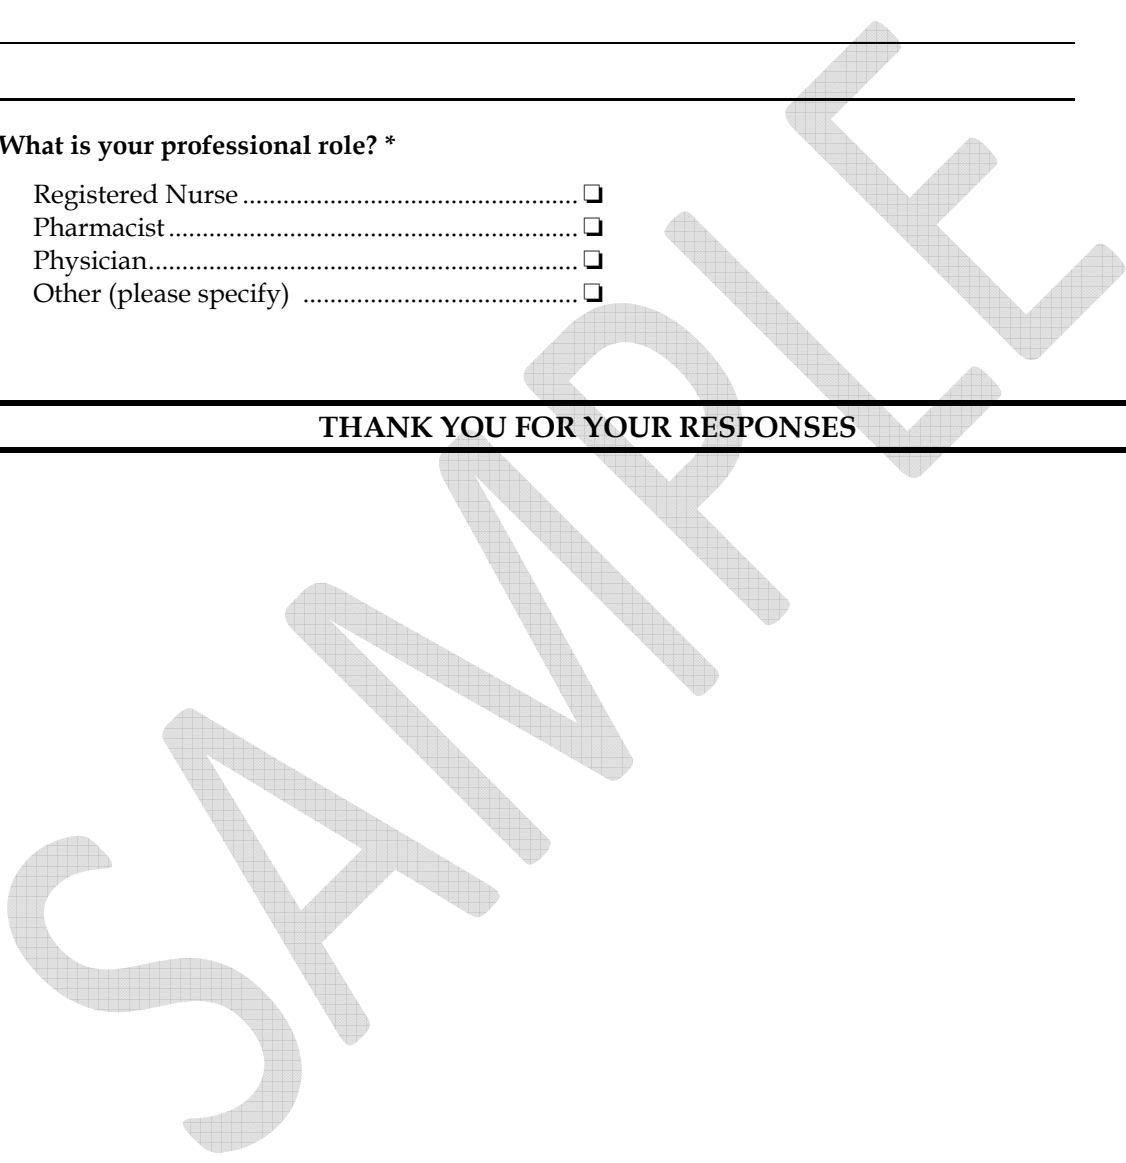 What is your professional role? *
Registered Nurse .................................................. ❏
Pharmacist ............................................................. ❏
Physician................................................................ ❏
Other (please specify) ......................................... ❏
THANK YOU FOR YOUR RESPONSES
SAMPLE